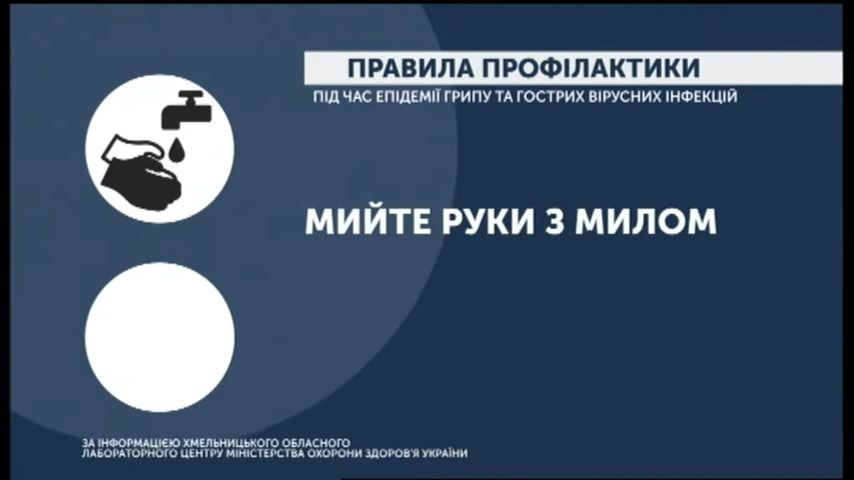 ПРАВИЛА ПРОФІЛАКТИКИ
ПІД ЧАС ЕПІДЕМІЇ ГРИПУ ТА ГОСТРИХ ВІРУСНИХ ІНФЕКЦІЙ
МИЙТЕ РУКИ З МИЛОМ
ЗА ІНФОРМАЦІЄЮ ХМЕЛЬНИЦЬКОГО ОБЛАСНОГО
ЛАБОРАТОРНОГО ЦЕНТРУ МІНІСТЕРСТВА ОХОРОНИ ЗДОРОВ'Я УКРАЇНИ